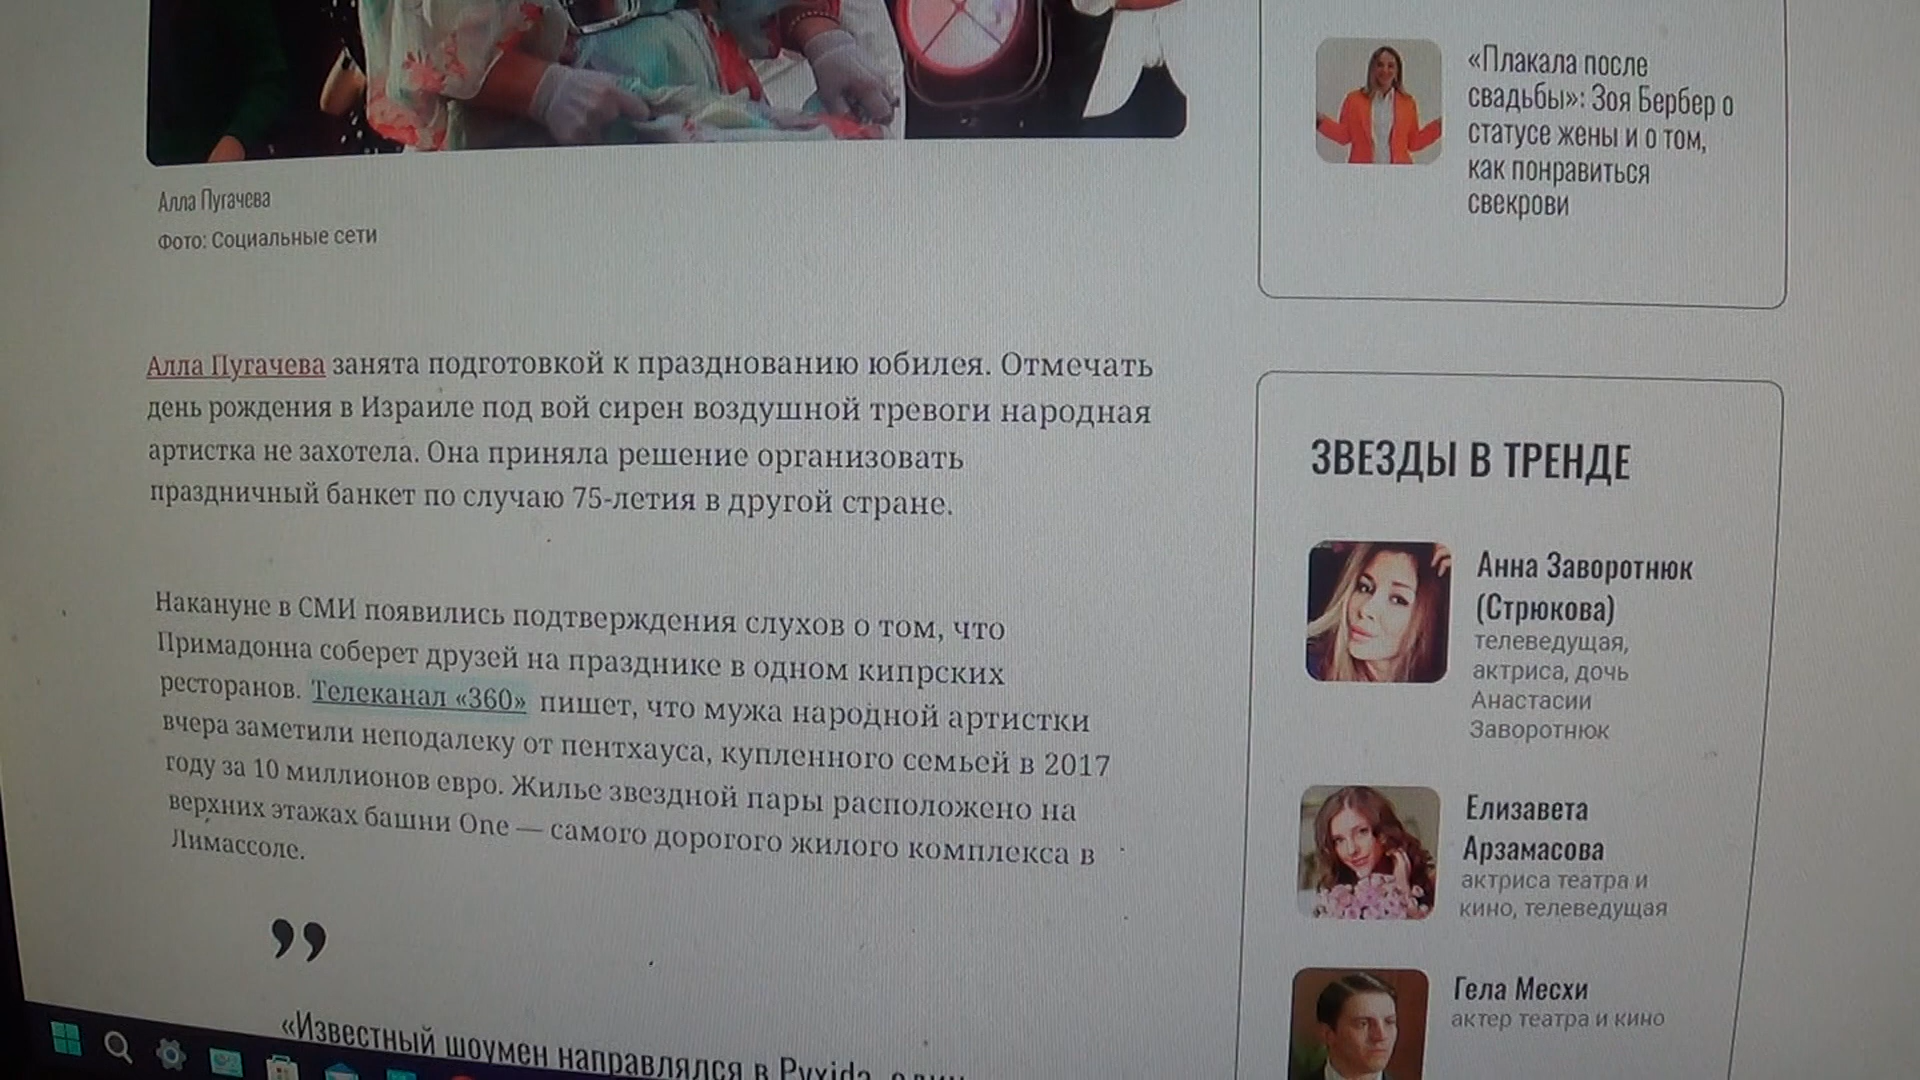 Алла Пугачева
Фото: Социальные сети
Алла Пугачева занята подготовкой к празднованию юбилея. Отмечать
день рождения в Израиле под вой сирен воздушной тревоги народная
артистка не захотела. Она приняла решение организовать
праздничный банкет по случаю 75-летия в другой стране.
Накануне в СМИ появились подтверждения слухов о том, что
Примадонна соберет друзей на празднике в одном кипрских
ресторанов. Телеканал «360» пишет, что мужа народной артистки
вчера заметили неподалеку от пентхауса, купленного семьей в 2017
году за 10 миллионов евро. Жилье звездной пары расположено на
верхних этажах башни One — самого дорогого жилого комплекса в
Лимассоле.
”
«Известный шоумен направлялся в Pyxida, один
«Плакала после
свадьбы»: Зоя Бербер о
статусе жены и о том,
как понравиться
свекрови
ЗВЕЗДЫ В ТРЕНДЕ
Анна Заворотнюк
(Стрюкова)
телеведущая,
актриса, дочь
Анастасии
Заворотнюк
Елизавета
Арзамасова
актриса театра и
кино, телеведущая
Гела Месхи
актер театра и кино